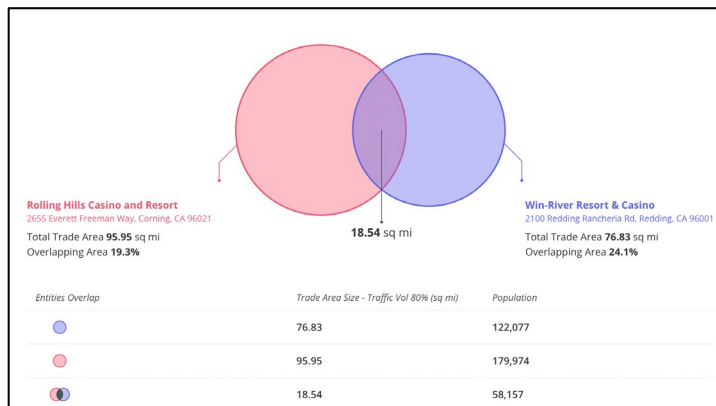 18.54 sq mi
Rolling Hills Casino and Resort
2655 Everett Freeman Way, Corning, CA 96021
Total Trade Area 95.95 sq mi
Overlapping Area 19.3%
Win-River Resort & Casino
2100 Redding Rancheria Rd, Redding, CA 96001
Total Trade Area 76.83 sq mi
Overlapping Area 24.1%
Entities Overlap Trade Area Size - Traffic Vol 80% (sq mi) Population
76.83 122,077
95.95 179,974
18.54 58,157